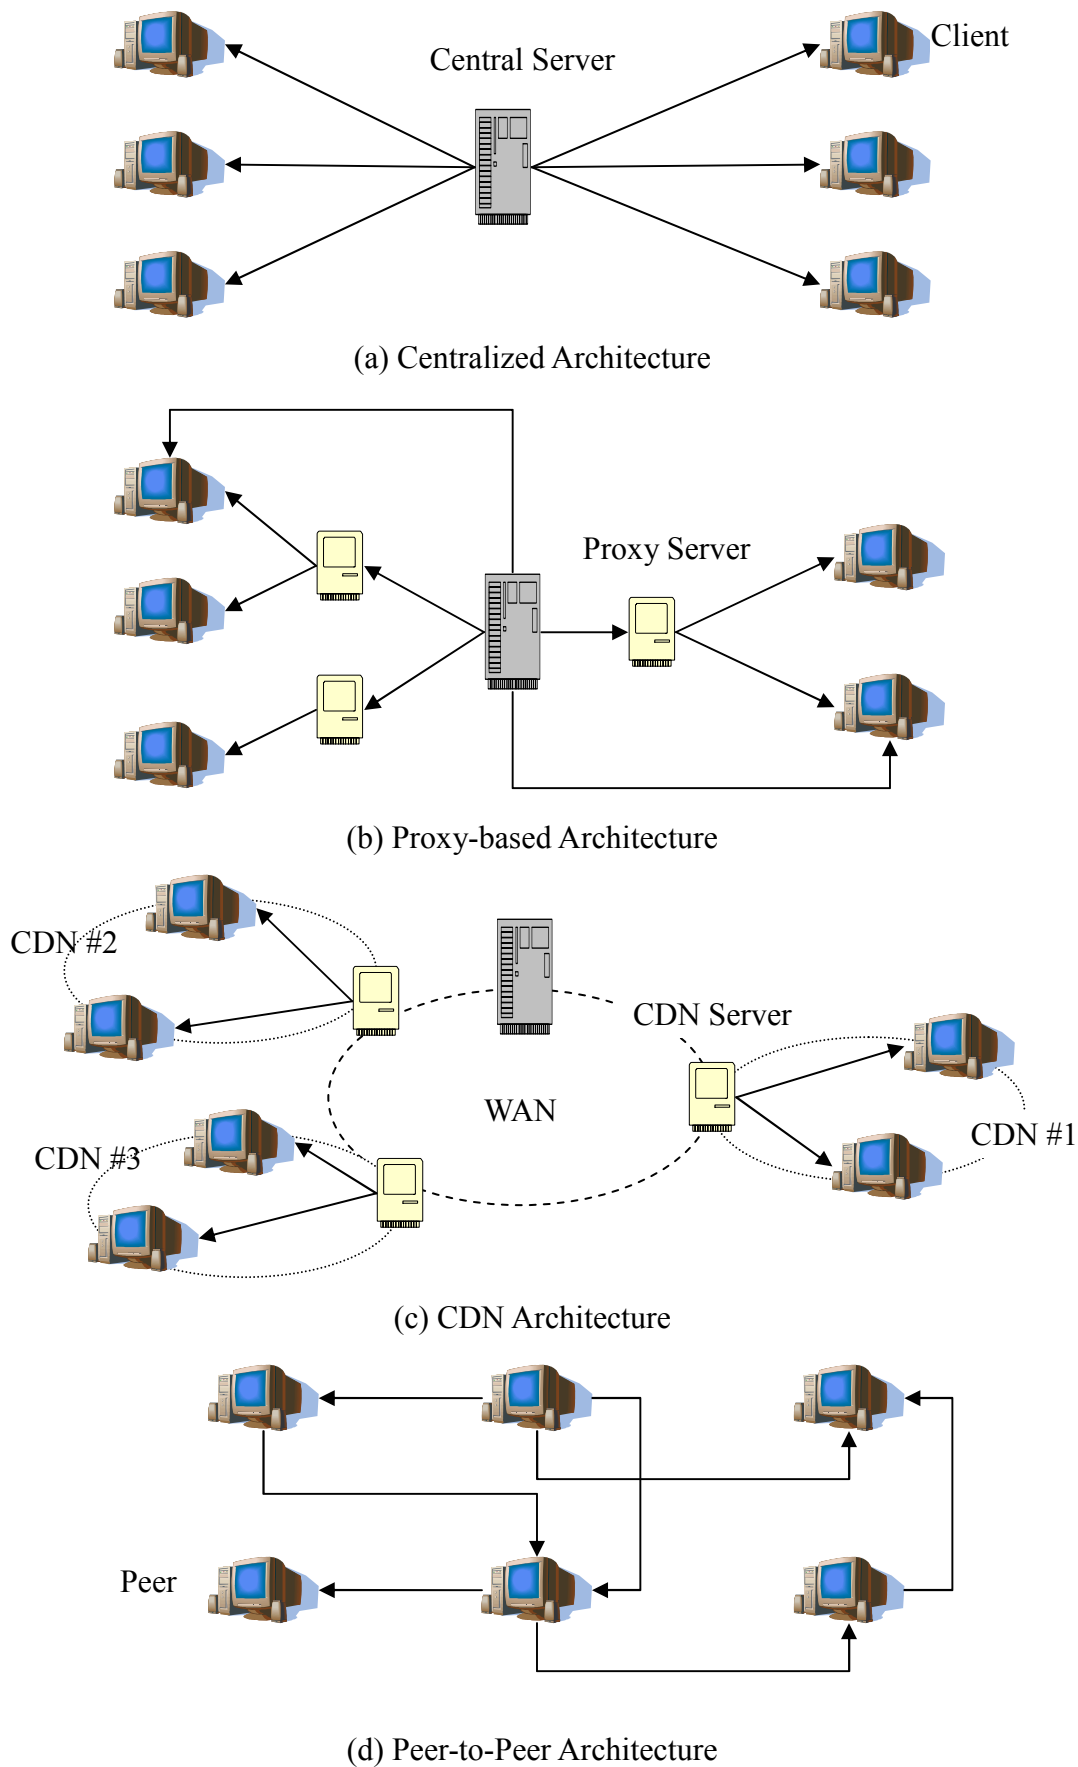 Client
Central Server
(a) Centralized Architecture
Proxy Server
(b) Proxy-based Architecture
CDN #2
CDN Server
WAN
CDN #1
CDN #3
(c) CDN Architecture
Peer
(d) Peer-to-Peer Architecture